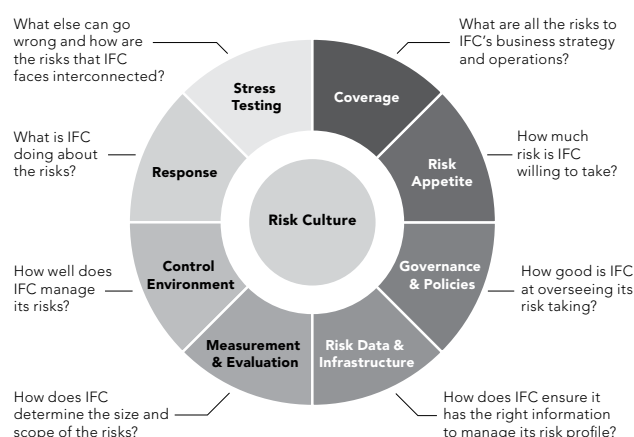 What else can go
wrong and how are
the risks that IFC
faces interconnected?
What are all the risks to
IFC's business strategy
and operations?
Stress
Testing
Coverage
What is IFC
doing about
the risks?
Response
Risk
Appetite
How much
risk is IFC
willing to take?
Risk Culture
How well does
IFC manage
its risks?
Control
Environment
Governance
& Policies
How good is IFC
at overseeing its
risk taking?
Measurement
& Evaluation
Risk Data &
Infrastructure
How does IFC
determine the size and
scope of the risks?
How does IFC ensure it
has the right information
to manage its risk profile?